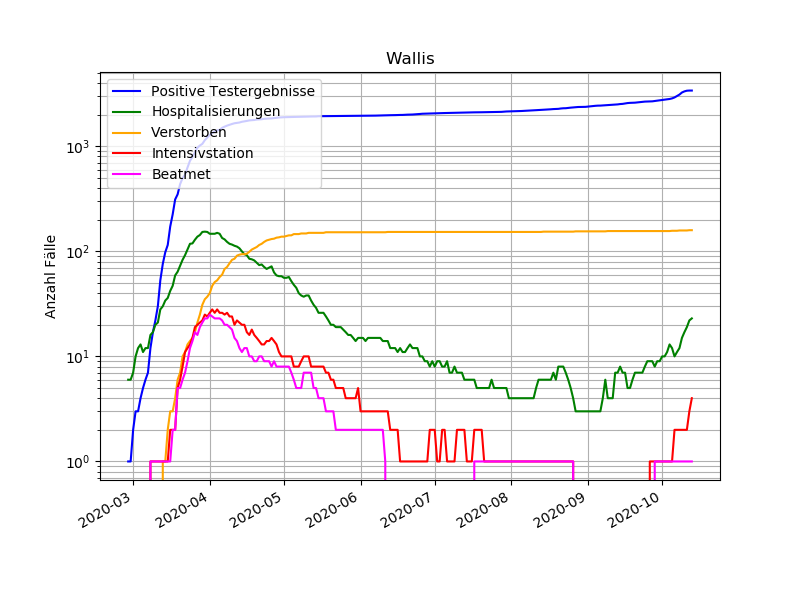 Wallis
Positive Testergebnisse
Hospitalisierungen
Verstorben
Intensivstation
Beatmet
Anzahl Fälle
10³
10²
10¹
10⁰
2020-03
2020-04
2020-05
2020-06
2020-07
2020-08
2020-09
2020-10